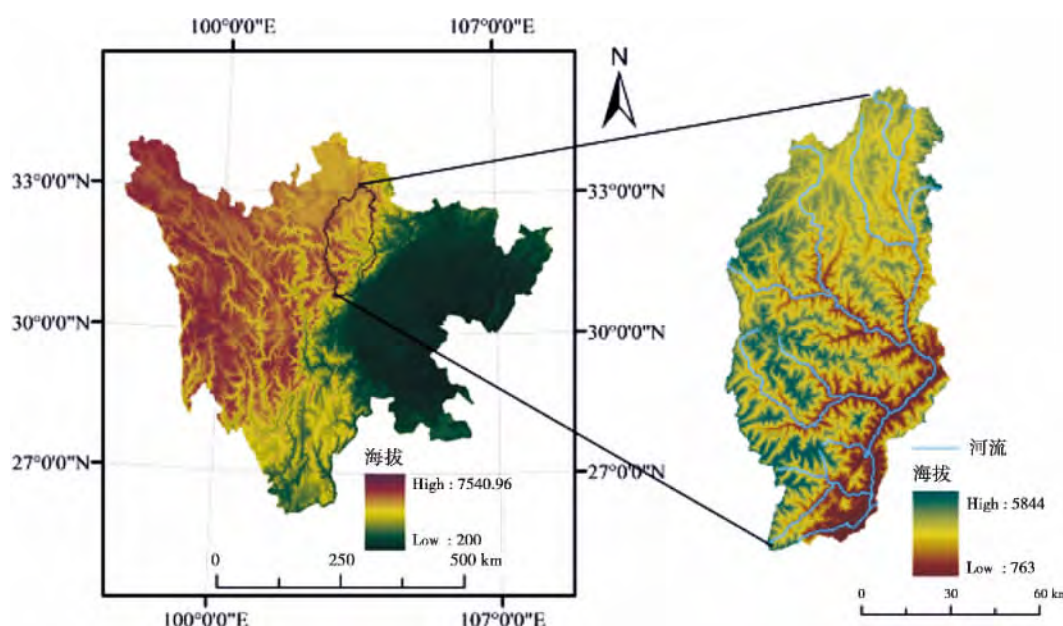 100°0'0"E
107°0'0"E
N
33°0'0"N
33°0'0"N
30°0'0"N
30°0'0"N
27°0'0"N
27°0'0"N
海拔
High : 7540.96
Low : 200
0 250 500 km
100°0'0"E
107°0'0"E
河流
海拔
High : 5844
Low : 763
0 30 60 km